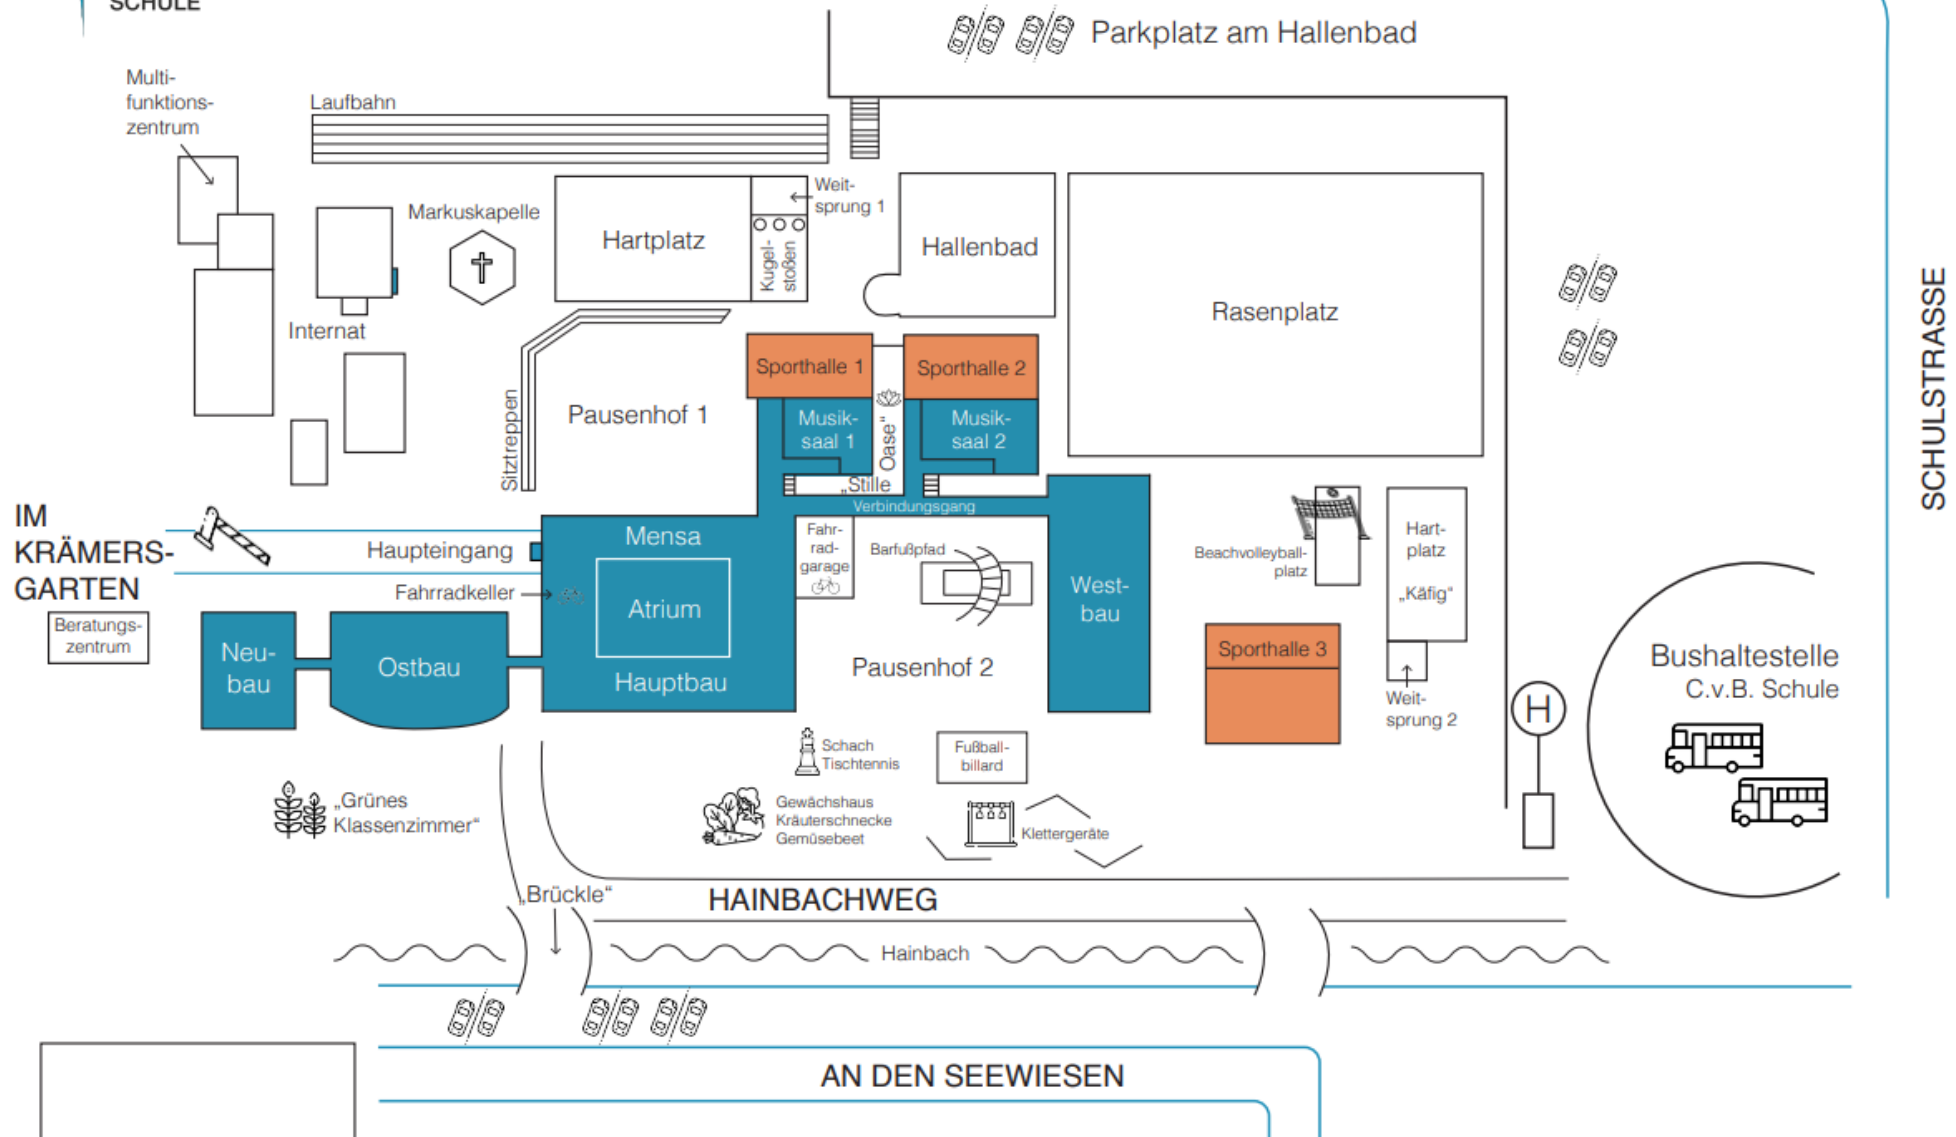 SCHULE
Parkplatz am Hallenbad
Multi-
funktions-
zentrum
Laufbahn
Markuskapelle
Hartplatz
Weit-
sprung 1
Kugel-
stoßen
Hallenbad
Rasenplatz
SCHULSTRASSE
Internat
Sitztreppen
Pausenhof 1
Sporthalle 1
Sporthalle 2
Musik-
saal 1
Musik-
saal 2
„Stille
Oase“
Verbindungsgang
IM
KRÄMERS-
GARTEN
Haupteingang
Fahrradkeller
Mensa
Atrium
Hauptbau
Fahr-
rad-
garage
Barfußpfad
West-
bau
Beachvolleyball-
platz
Hart-
platz
„Käfig“
Beratungs-
zentrum
Neu-
bau
Ostbau
Pausenhof 2
Sporthalle 3
Weit-
sprung 2
H
Bushaltestelle
C.v.B. Schule
Schach
Tischtennis
Fußball-
billard
„Grünes
Klassenzimmer“
Gewächshaus
Kräuterschnecke
Gemüsebeet
Klettergeräte
„Brückle“
HAINBACHWEG
Hainbach
AN DEN SEEWIESEN